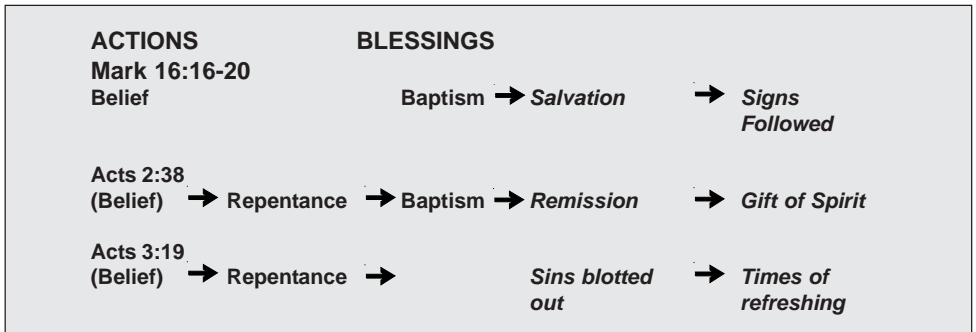 ACTIONS BLESSINGS
Mark 16:16-20
Belief Baptism → Salvation → Signs
Followed
Acts 2:38
(Belief) → Repentance → Baptism → Remission → Gift of Spirit
Acts 3:19
(Belief) → Repentance → Sins blotted → Times of
out refreshing